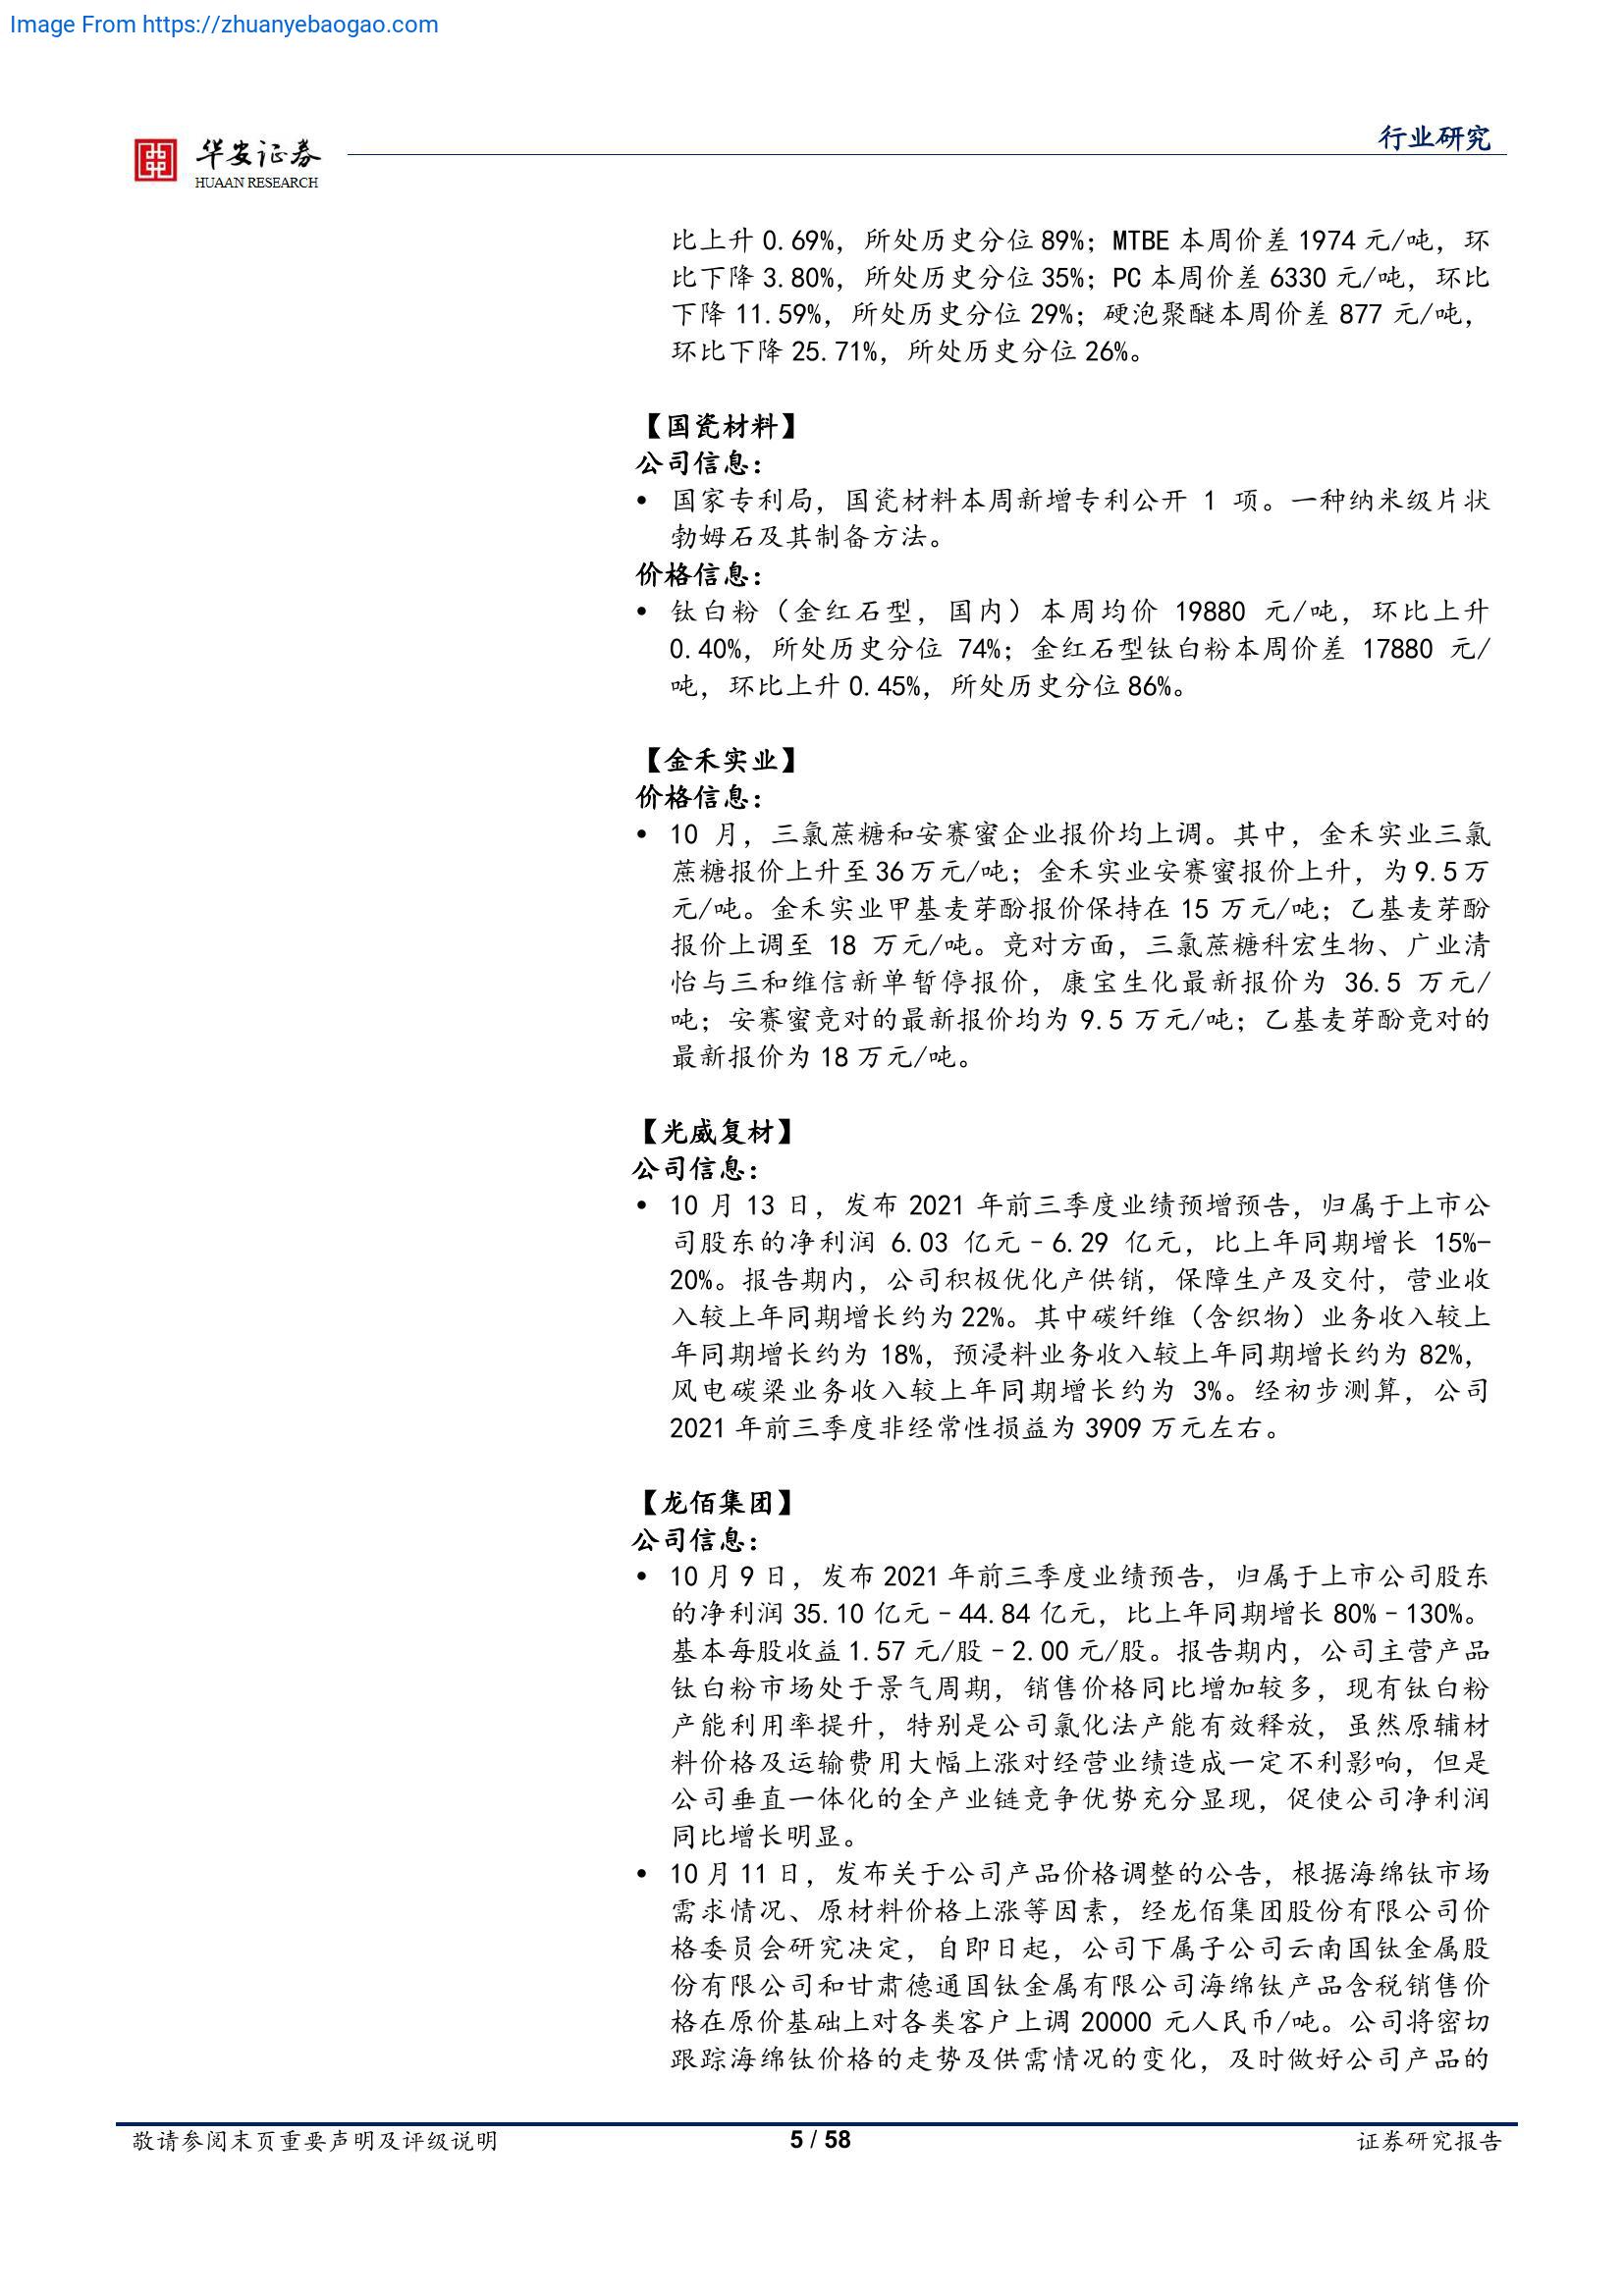 Image From https://zhuanyebaogao.com
华安证券
HUAAN RESEARCH
行业研究
比上升 0.69%，所处历史分位 89%；MTBE 本周价差 1974 元/吨，环
比下降 3.80%，所处历史分位 35%；PC 本周价差 6330 元/吨，环比
下降 11.59%，所处历史分位 29%；硬泡聚醚本周价差 877 元/吨，
环比下降 25.71%，所处历史分位 26%。
【国瓷材料】
公司信息：
• 国家专利局，国瓷材料本周新增专利公开 1 项。一种纳米级片状
勃姆石及其制备方法。
价格信息：
• 钛白粉（金红石型，国内）本周均价 19880 元/吨，环比上升
0.40%，所处历史分位 74%；金红石型钛白粉本周价差 17880 元/
吨，环比上升 0.45%，所处历史分位 86%。
【金禾实业】
价格信息：
• 10 月，三氯蔗糖和安赛蜜企业报价均上调。其中，金禾实业三氯
蔗糖报价上升至 36 万元/吨；金禾实业安赛蜜报价上升，为 9.5 万
元/吨。金禾实业甲基麦芽酚报价保持在 15 万元/吨；乙基麦芽酚
报价上调至 18 万元/吨。竞对方面，三氯蔗糖科宏生物、广业清
怡与三和维信新单暂停报价，康宝生化最新报价为 36.5 万元/
吨；安赛蜜竞对的最新报价均为 9.5 万元/吨；乙基麦芽酚竞对的
最新报价为 18 万元/吨。
【光威复材】
公司信息：
• 10 月 13 日，发布 2021 年前三季度业绩预增预告，归属于上市公
司股东的净利润 6.03 亿元–6.29 亿元，比上年同期增长 15%-
20%。报告期内，公司积极优化产供销，保障生产及交付，营业收
入较上年同期增长约为 22%。其中碳纤维（含织物）业务收入较上
年同期增长约为 18%，预浸料业务收入较上年同期增长约为 82%，
风电碳梁业务收入较上年同期增长约为 3%。经初步测算，公司
2021 年前三季度非经常性损益为 3909 万元左右。
【龙佰集团】
公司信息：
• 10 月 9 日，发布 2021 年前三季度业绩预告，归属于上市公司股东
的净利润 35.10 亿元–44.84 亿元，比上年同期增长 80%–130%。
基本每股收益 1.57 元/股–2.00 元/股。报告期内，公司主营产品
钛白粉市场处于景气周期，销售价格同比增加较多，现有钛白粉
产能利用率提升，特别是公司氯化法产能有效释放，虽然原辅材
料价格及运输费用大幅上涨对经营业绩造成一定不利影响，但是
公司垂直一体化的全产业链竞争优势充分显现，促使公司净利润
同比增长明显。
• 10 月 11 日，发布关于公司产品价格调整的公告，根据海绵钛市场
需求情况、原材料价格上涨等因素，经龙佰集团股份有限公司价
格委员会研究决定，自即日起，公司下属子公司云南国钛金属股
份有限公司和甘肃德通国钛金属有限公司海绵钛产品含税销售价
格在原价基础上对各类客户上调 20000 元人民币/吨。公司将密切
跟踪海绵钛价格的走势及供需情况的变化，及时做好公司产品的
敬请参阅末页重要声明及评级说明
5 / 58
证券研究报告